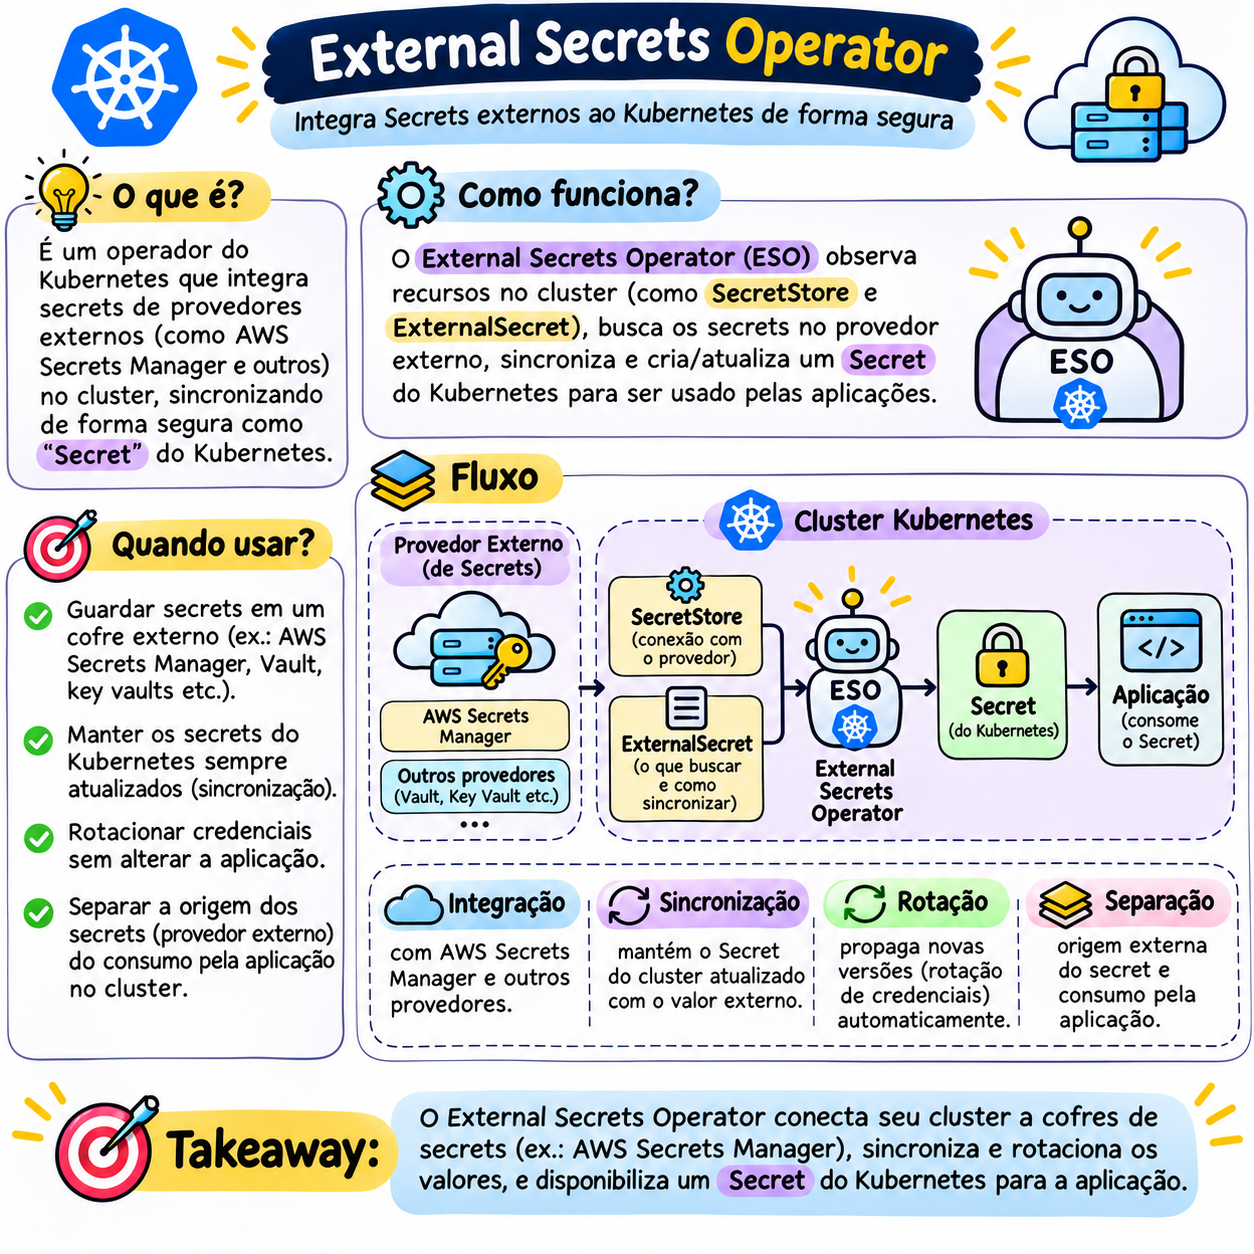 External Secrets Operator
Integra Secrets externos ao Kubernetes de forma segura
O que é?
É um operador do
Kubernetes que integra
secrets de provedores
externos (como AWS
Secrets Manager e outros)
no cluster, sincronizando
de forma segura como
“Secret” do Kubernetes.
Como funciona?
O External Secrets Operator (ESO) observa
recursos no cluster (como SecretStore e
ExternalSecret), busca os secrets no provedor
externo, sincroniza e cria/atualiza um Secret
do Kubernetes para ser usado pelas aplicações.
ESO
Quando usar?
Guardar secrets em um
cofre externo (ex.: AWS
Secrets Manager, Vault,
key vaults etc.).
Manter os secrets do
Kubernetes sempre
atualizados (sincronização).
Rotacionar credenciais
sem alterar a aplicação.
Separar a origem dos
secrets (provedor externo)
do consumo pela aplicação
no cluster.
Fluxo
Provedor Externo
(de Secrets)
AWS Secrets
Manager
Outros provedores
(Vault, Key Vault etc.)
...
Cluster Kubernetes
SecretStore
(conexão com
o provedor)
ExternalSecret
(o que buscar
e como
sincronizar)
ESO
External
Secrets
Operator
Secret
(do Kubernetes)
</>
Aplicação
(consome
o Secret)
Integração
com AWS Secrets
Manager e outros
provedores.
Sincronização
mantém o Secret
do cluster atualizado
com o valor externo.
Rotação
propaga novas
versões (rotação
de credenciais)
automaticamente.
Separação
origem externa
do secret e
consumo pela
aplicação.
Takeaway:
O External Secrets Operator conecta seu cluster a cofres de
secrets (ex.: AWS Secrets Manager), sincroniza e rotaciona os
valores, e disponibiliza um Secret do Kubernetes para a aplicação.